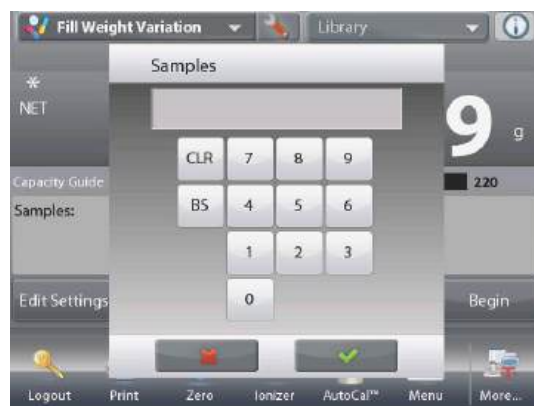 Fill Weight Variation Library
Samples
*
NET
9 g
CLR 7 8 9
Capacity Guide 220
BS 4 5 6
Samples:
1 2 3
Edit Settings 0 Begin
Logout Print Zero Ionizer AutoCal™ Menu More...